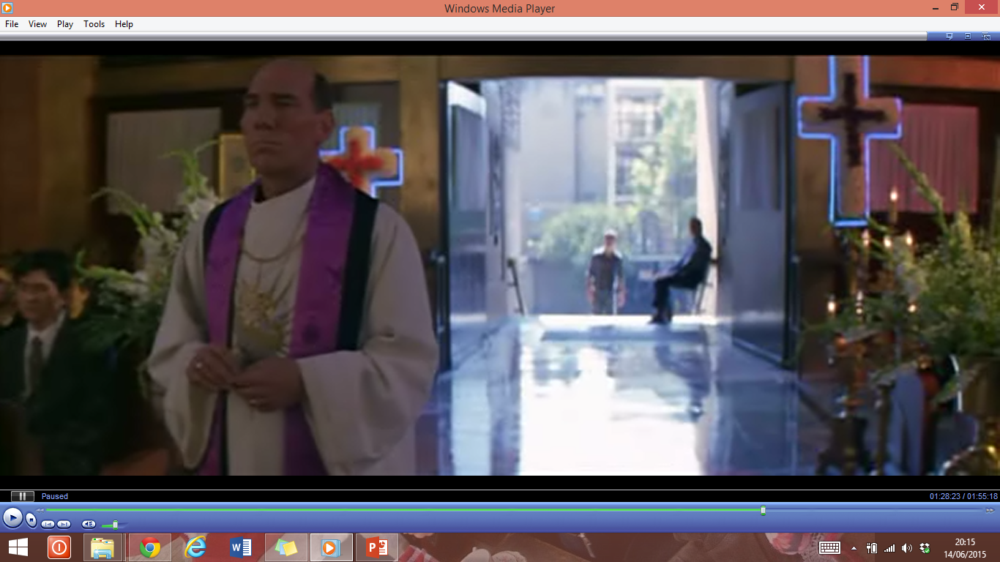 Windows Media Player
File View Play Tools Help
Paused
01:28:23 / 01:55:18
20:15
14/06/2015